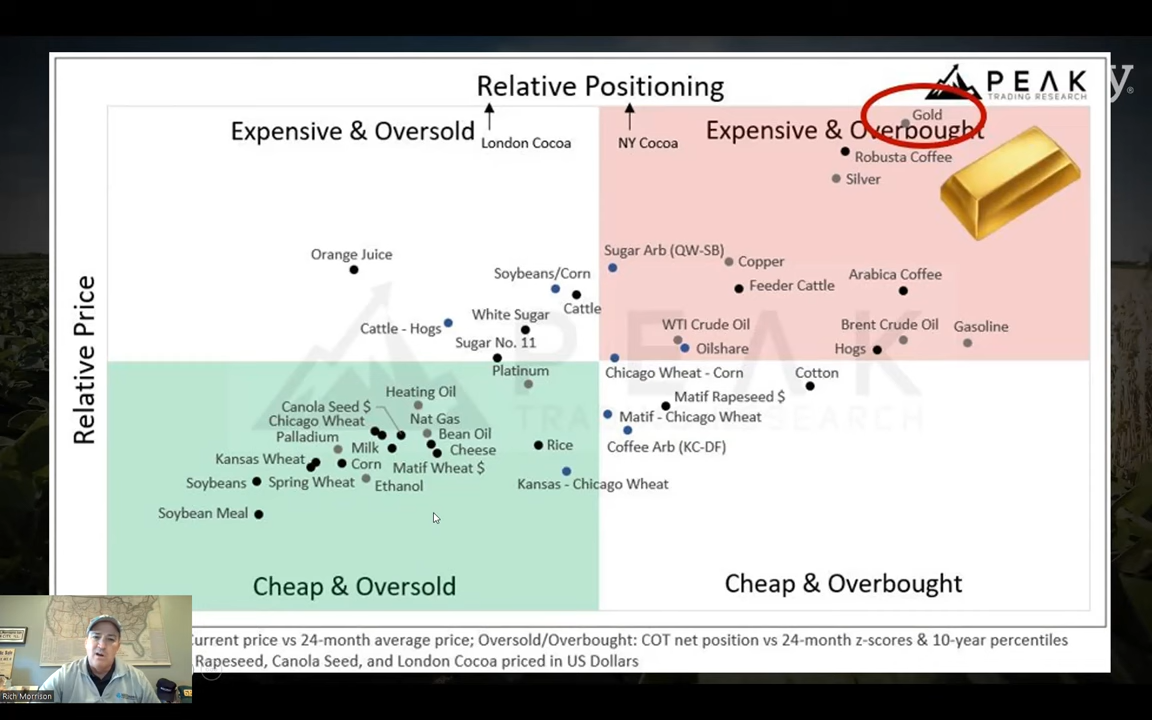 Relative Positioning
PEAK
TRADING RESEARCH
y
Expensive & Oversold
London Cocoa
NY Cocoa
Expensive & Overbought
Gold
Robusta Coffee
Silver
Orange Juice
Soybeans/Corn
Cattle
White Sugar
Cattle - Hogs
Sugar No. 11
Sugar Arb (QW-SB)
Copper
Feeder Cattle
Arabica Coffee
WTI Crude Oil
Oilshare
Brent Crude Oil
Gasoline
Hogs
Relative Price
Platinum
Heating Oil
Canola Seed $
Chicago Wheat
Nat Gas
Palladium
Milk
Bean Oil
Cheese
Kansas Wheat
Corn
Matif Wheat $
Soybeans
Spring Wheat
Ethanol
Soybean Meal
Rice
Kansas - Chicago Wheat
Chicago Wheat - Corn
Cotton
Matif Rapeseed $
Matif - Chicago Wheat
Coffee Arb (KC-DF)
PEAK
TRADING RESEARCH
Cheap & Oversold
Cheap & Overbought
Current price vs 24-month average price; Oversold/Overbought: COT net position vs 24-month z-scores & 10-year percentiles
Rapeseed, Canola Seed, and London Cocoa priced in US Dollars
Rich Morrison